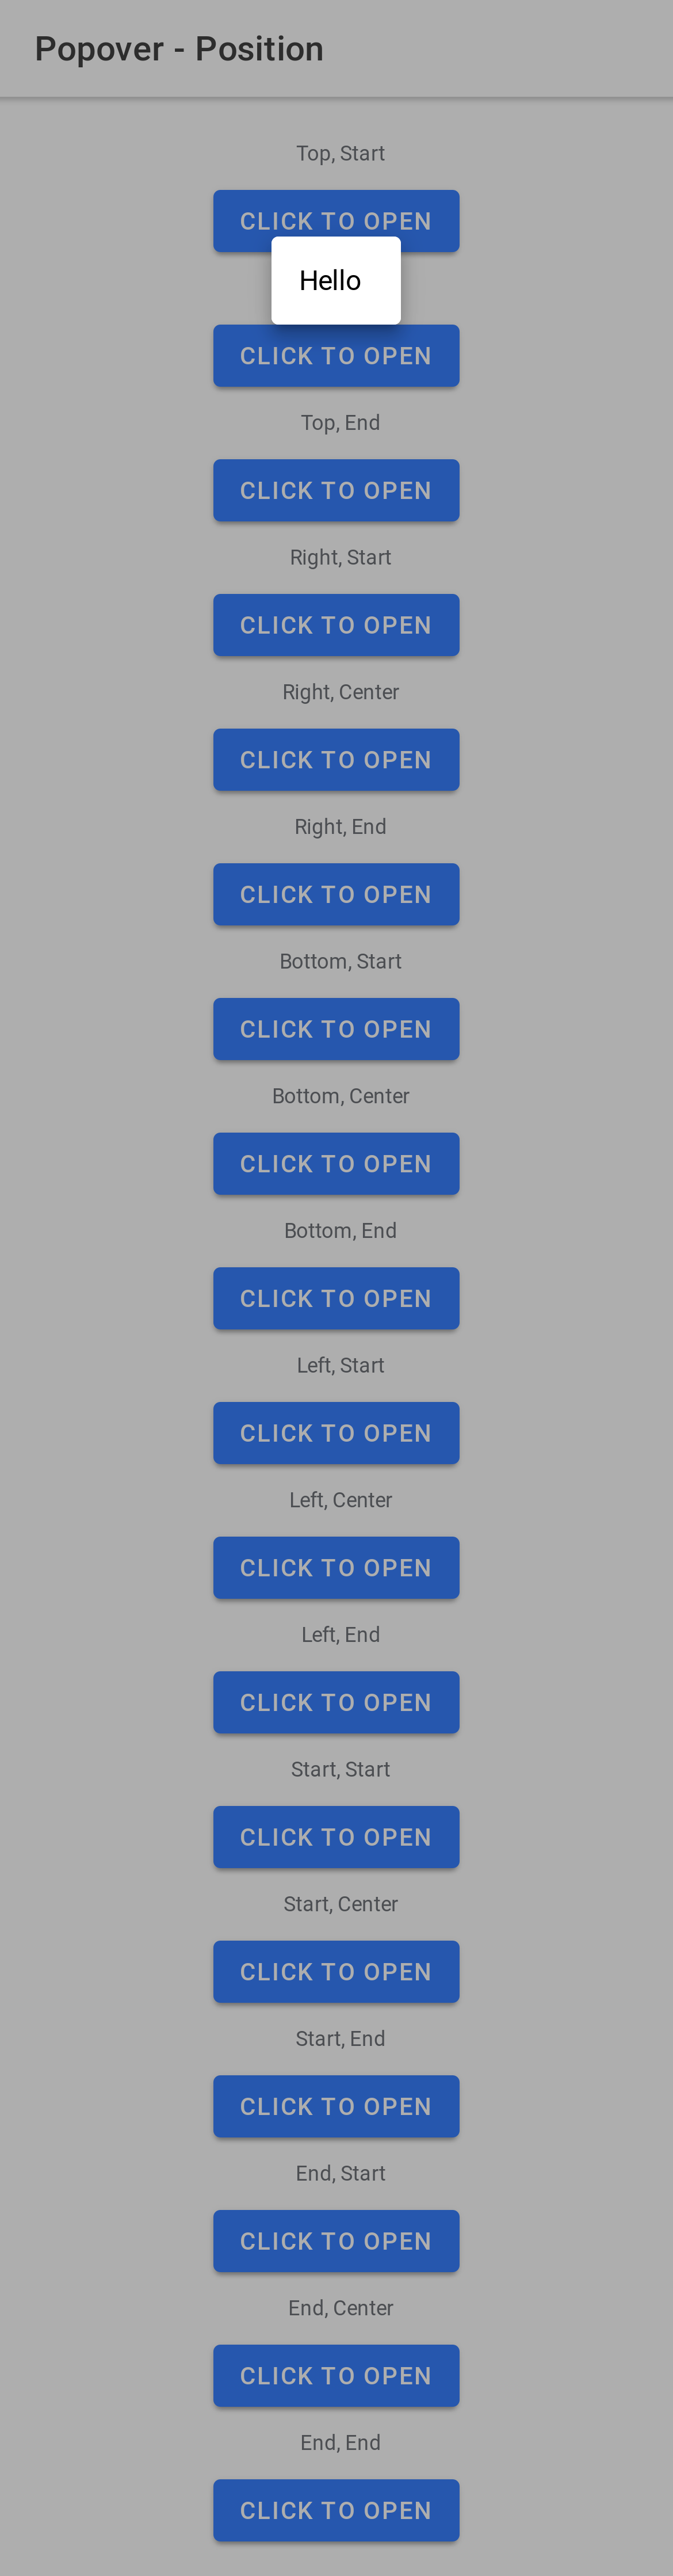 Popover - Position
Top, Start
CLICK TO OPEN
Hello
CLICK TO OPEN
Top, End
CLICK TO OPEN
Right, Start
CLICK TO OPEN
Right, Center
CLICK TO OPEN
Right, End
CLICK TO OPEN
Bottom, Start
CLICK TO OPEN
Bottom, Center
CLICK TO OPEN
Bottom, End
CLICK TO OPEN
Left, Start
CLICK TO OPEN
Left, Center
CLICK TO OPEN
Left, End
CLICK TO OPEN
Start, Start
CLICK TO OPEN
Start, Center
CLICK TO OPEN
Start, End
CLICK TO OPEN
End, Start
CLICK TO OPEN
End, Center
CLICK TO OPEN
End, End
CLICK TO OPEN